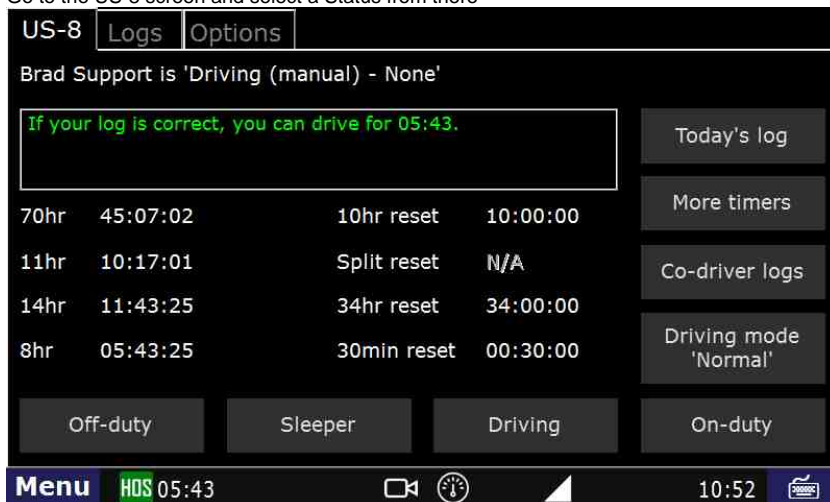 Go to the US-8 screen and select a Status from there
US-8 Logs Options
Brad Support is 'Driving (manual) - None'
If your log is correct, you can drive for 05:43.
Today's log
More timers
70hr 45:07:02 10hr reset 10:00:00
11hr 10:17:01 Split reset N/A
Co-driver logs
14hr 11:43:25 34hr reset 34:00:00
8hr 05:43:25 30min reset 00:30:00
Driving mode
'Normal'
Off-duty Sleeper Driving On-duty
Menu HOS 05:43 10:52